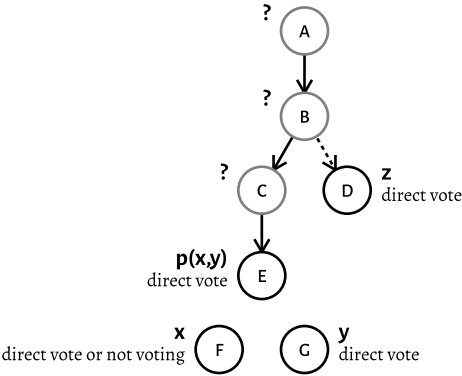 ?
A
?
B
?
C
D
z
direct vote
p(x,y)
direct vote
E
x
direct vote or not voting
F
G
y
direct vote